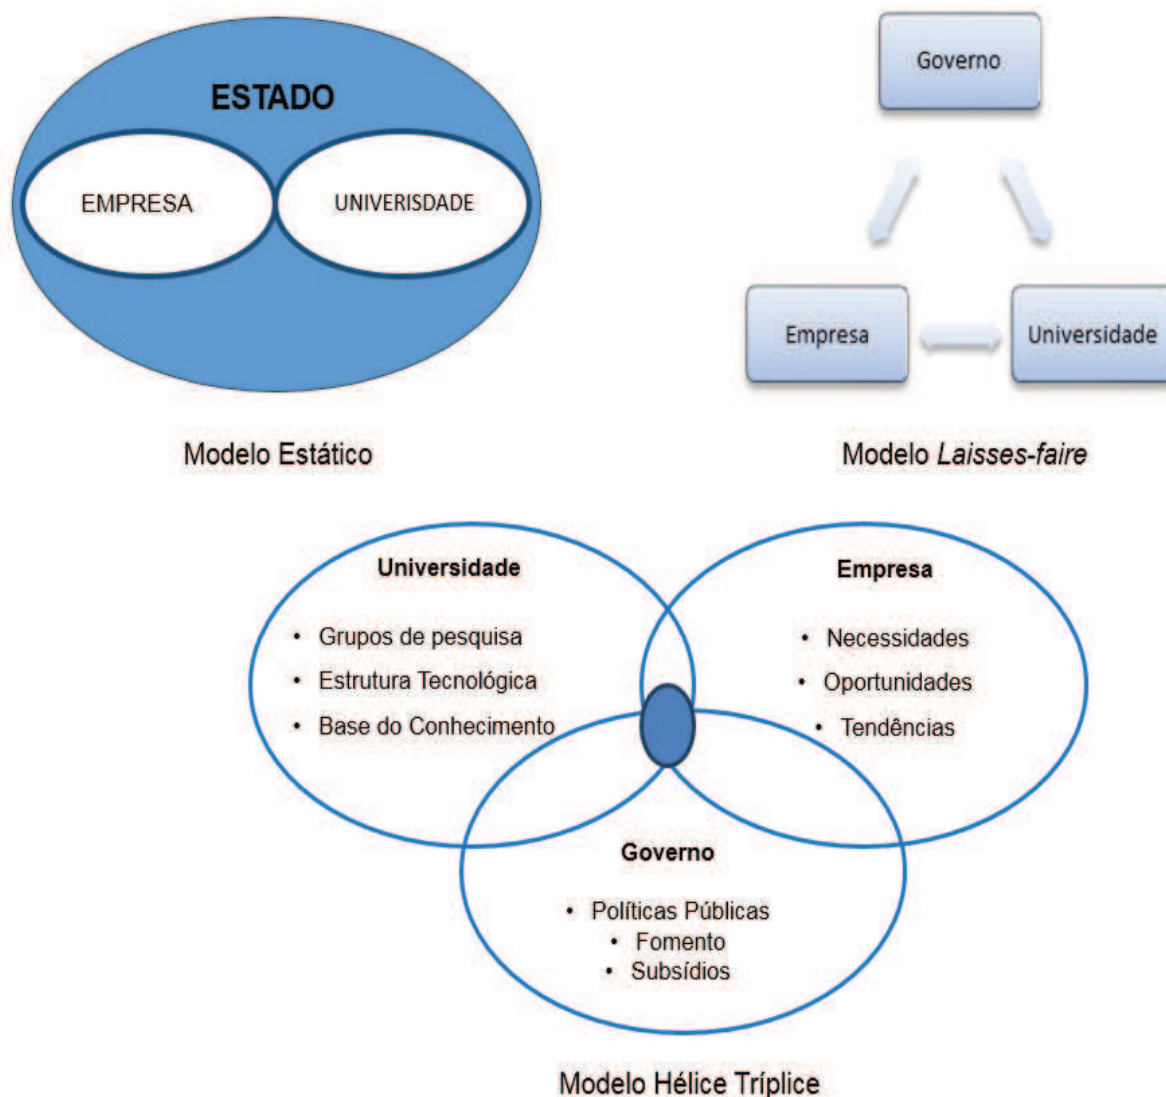 ESTADO
EMPRESA
UNIVERISDADE
Modelo Estático
Governo
Empresa
Universidade
Modelo Laisses-faire
Universidade
• Grupos de pesquisa
• Estrutura Tecnológica
• Base do Conhecimento
Empresa
• Necessidades
• Oportunidades
• Tendências
Governo
• Políticas Públicas
• Fomento
• Subsídios
Modelo Hélice Tríplice